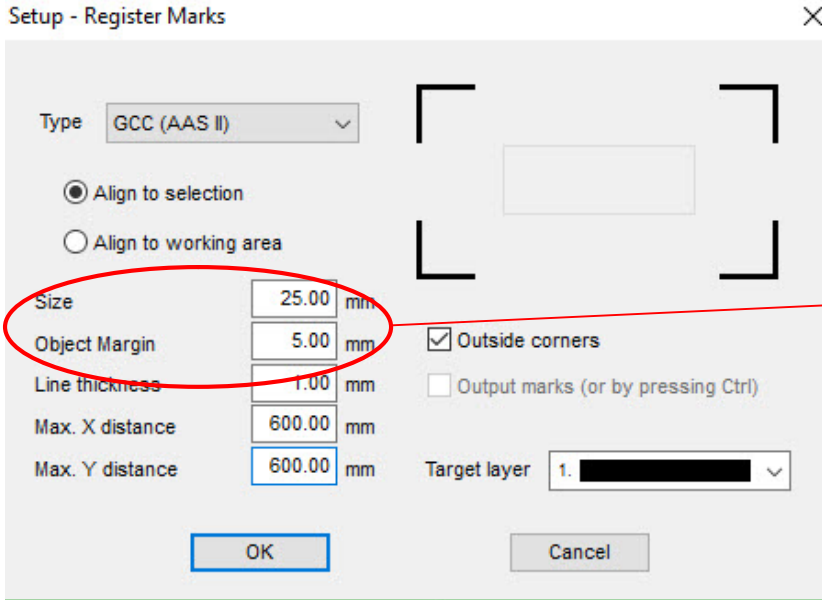 Setup - Register Marks
Type GCC (AAS II)
Align to selection
Align to working area
Size 25.00 mm
Object Margin 5.00 mm
Outside corners
Line thickness 1.00 mm
Output marks (or by pressing Ctrl)
Max. X distance 600.00 mm
Max. Y distance 600.00 mm
Target layer 1.
OK Cancel